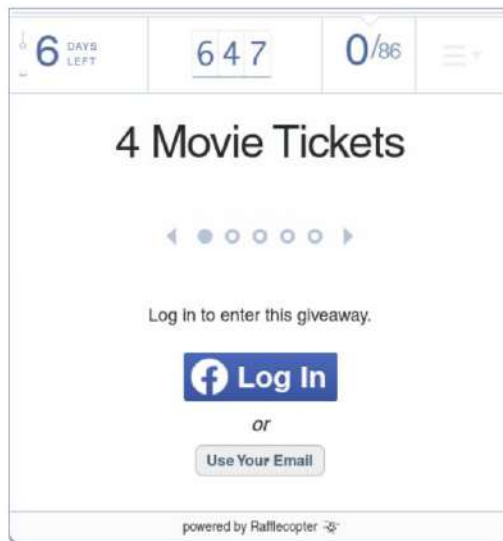 6 DAYS LEFT
647
0/86
4 Movie Tickets
Log in to enter this giveaway.
Log In
or
Use Your Email
powered by Rafflecopter